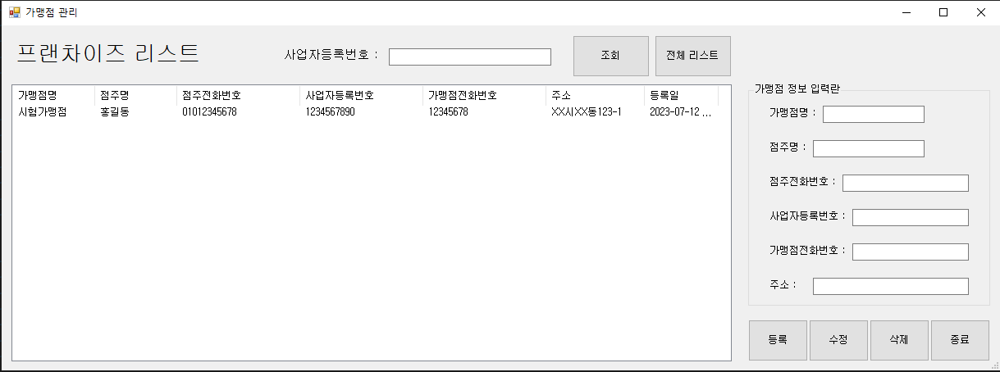 가맹점 관리
프랜차이즈 리스트
사업자등록번호 :
조회
전체 리스트
가맹점명 점주명 점주전화번호 사업자등록번호 가맹점전화번호 주소 등록일
시험가맹점 홍길동 01012345678 1234567890 12345678 XX시XX동123-1 2023-07-12 ...
가맹점 정보 입력란
가맹점명 :
점주명 :
점주전화번호 :
사업자등록번호 :
가맹점전화번호 :
주소 :
등록 수정 삭제 종료